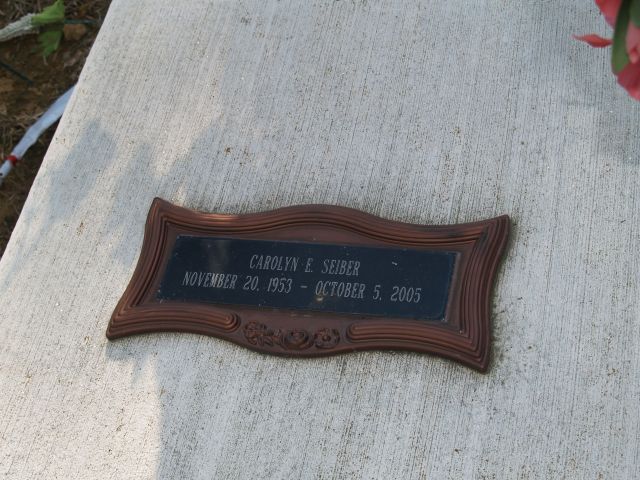 CAROLYN E. SEIBER
NOVEMBER 20, 1953 - OCTOBER 5, 2005